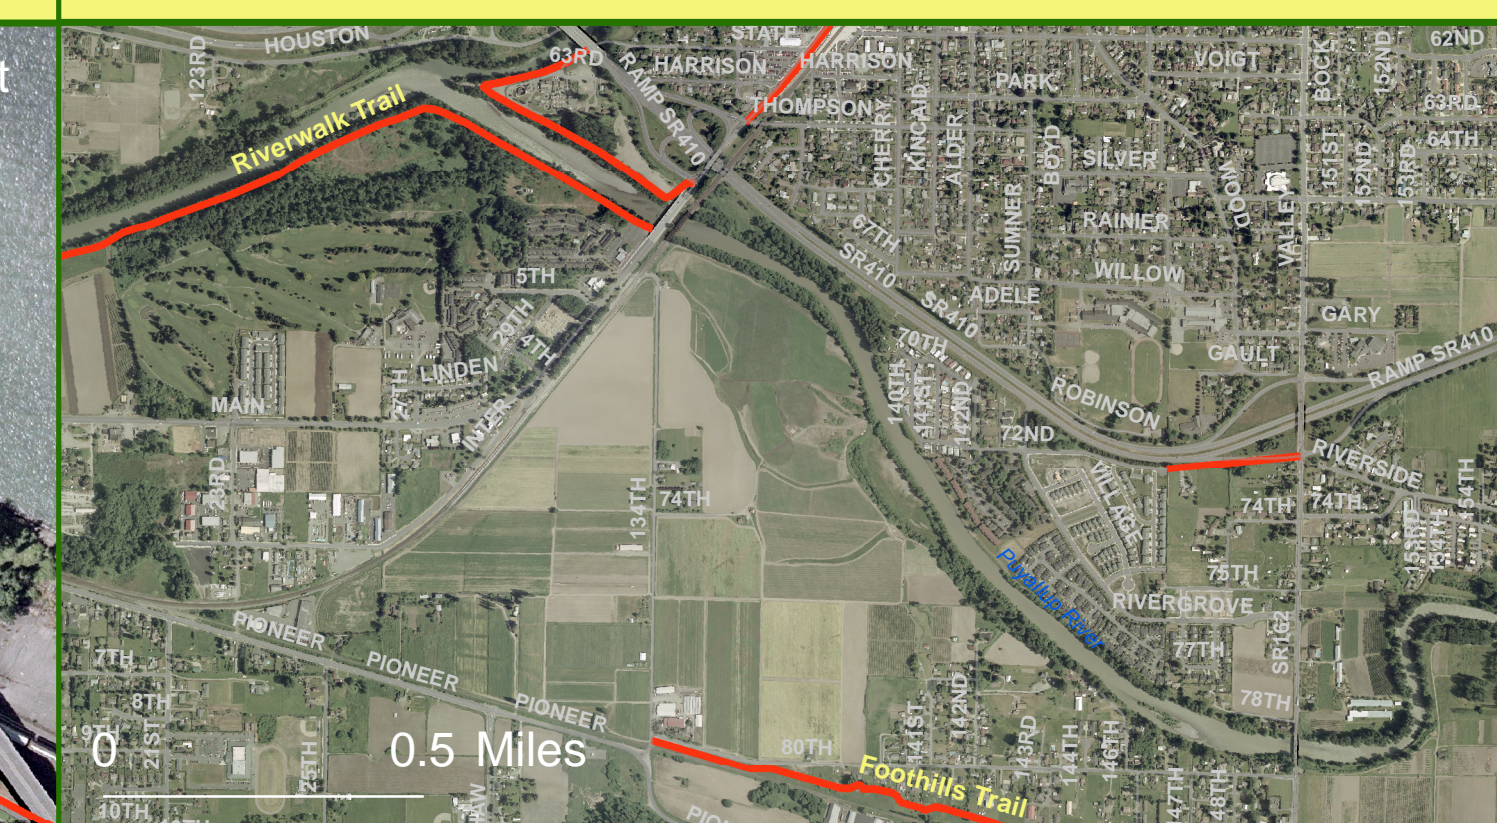 t
HOUSTON
STATE
62ND
123RD
63RD
HARRISON
HARRISON
VOIGT
BOCK
152ND
RAMP SR410
PARK
Riverwalk Trail
THOMPSON
63RD
CHERRY
KINCAID
ALDER
BOYD
SILVER
151ST
152ND
153RD
64TH
MEADOW
SUMNER
RAINIER
VALLEY
67TH
SR410
WILLOW
5TH
ADELE
SR410
29TH
4TH
GARY
70TH
GAULT
RAMP SR410
LINDEN
27TH
MAIN
140TH
141ST
142ND
ROBINSON
INTER
72ND
RIVERSIDE
23RD
134TH
74TH
VILLAGE
74TH
74TH
154TH
153RD
154TH
Puyallup River
75TH
RIVERGROVE
PIONEER
SR162
77TH
7TH
PIONEER
8TH
PIONEER
142ND
78TH
9TH
21ST
141ST
143RD
144TH
146TH
0
0.5 Miles
25TH
80TH
Foothills Trail
147TH
148TH
10TH